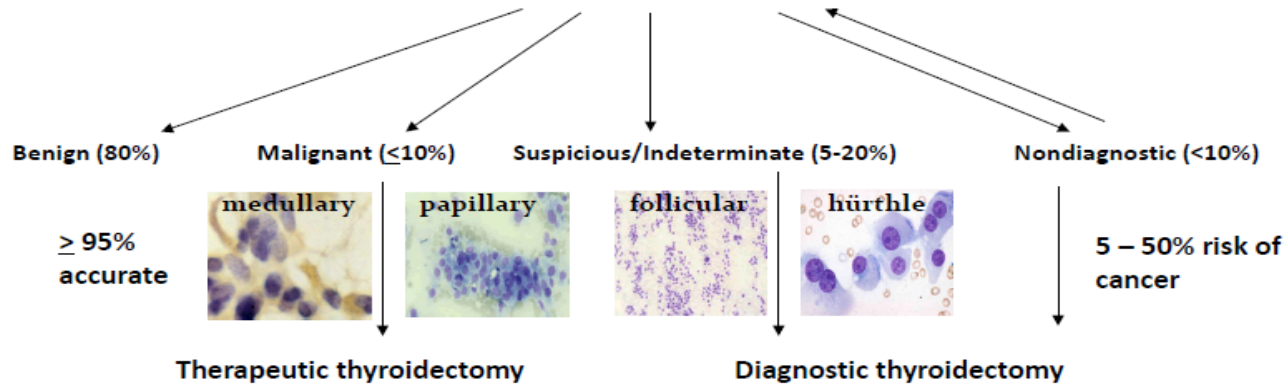 Benign (80%) Malignant (≤10%) Suspicious/Indeterminate (5-20%) Nondiagnostic (<10%)
medullary papillary follicular hürthle
≥ 95%
accurate
5 – 50% risk of
cancer
Therapeutic thyroidectomy Diagnostic thyroidectomy